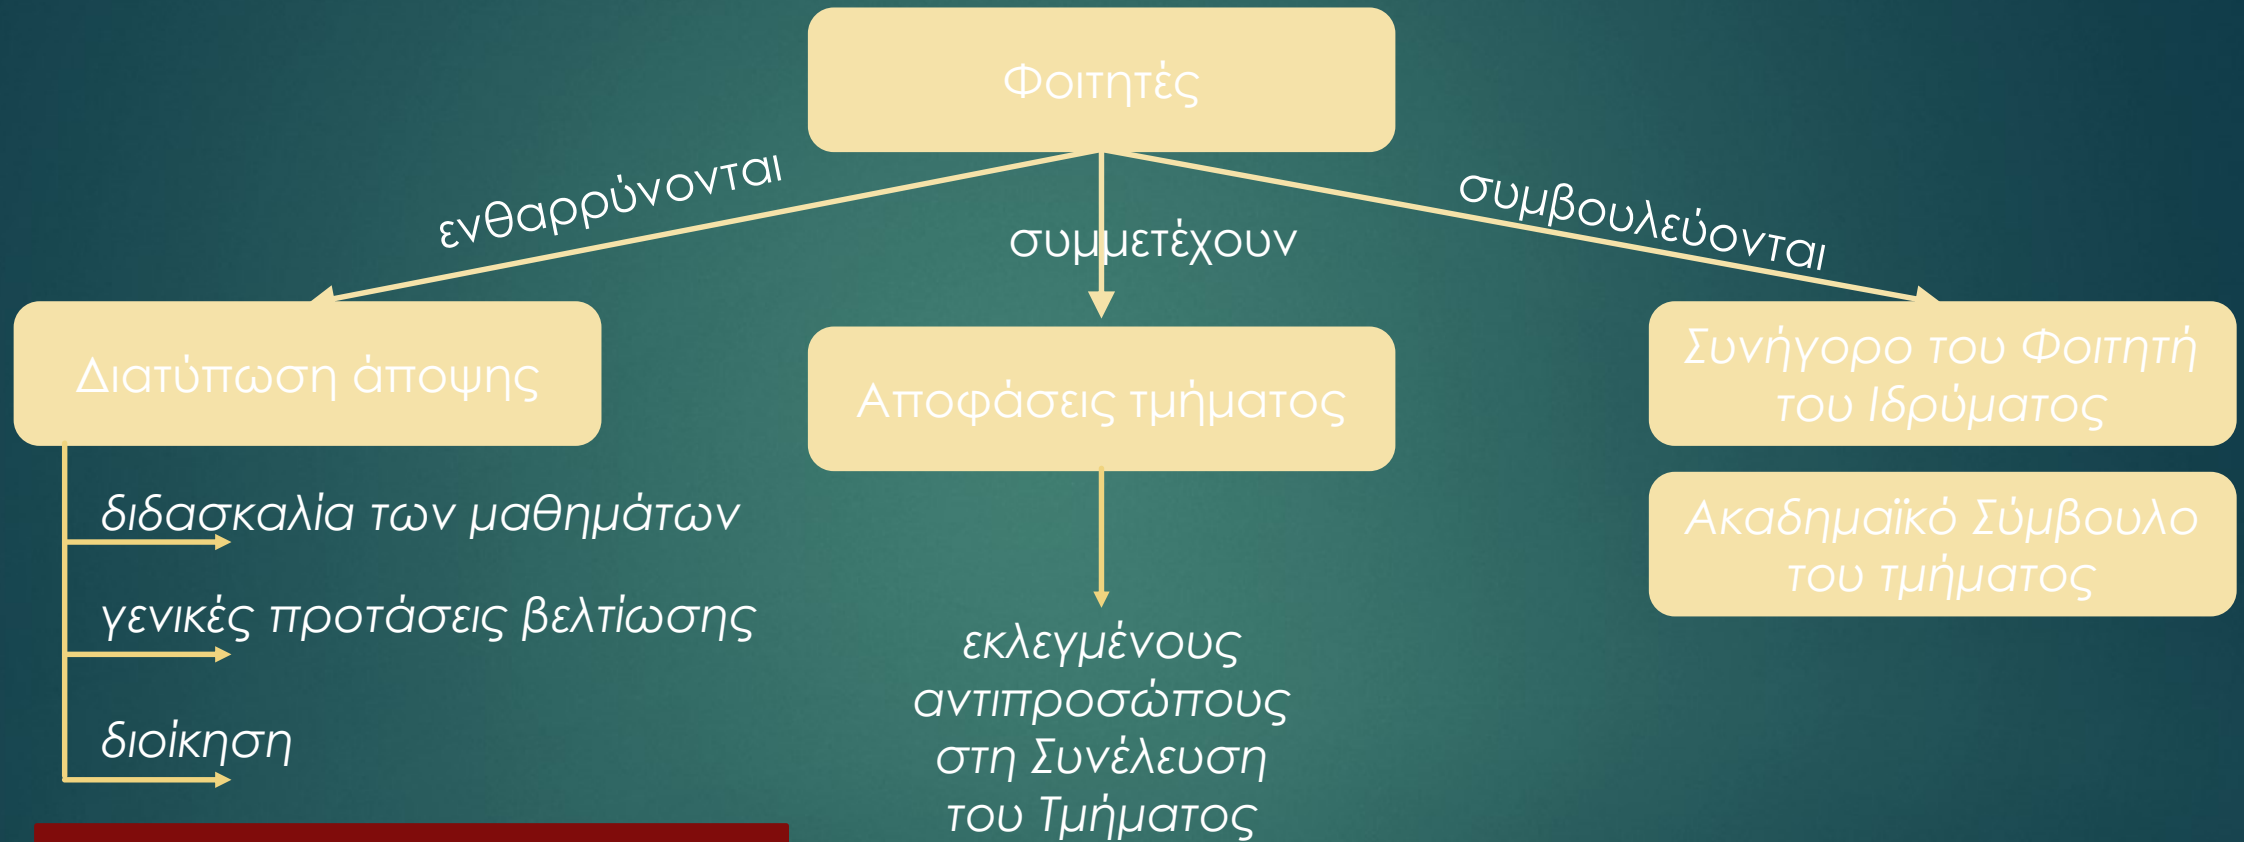 Φοιτητές
ενθαρρύνονται
συμμετέχουν
συμβουλεύονται
Διατύπωση άποψης
διδασκαλία των μαθημάτων
γενικές προτάσεις βελτίωσης
διοίκηση
Αποφάσεις τμήματος
εκλεγμένους
αντιπροσώπους
στη Συνέλευση
του Τμήματος
Συνήγορο του Φοιτητή
του Ιδρύματος
Ακαδημαϊκό Σύμβουλο
του τμήματος